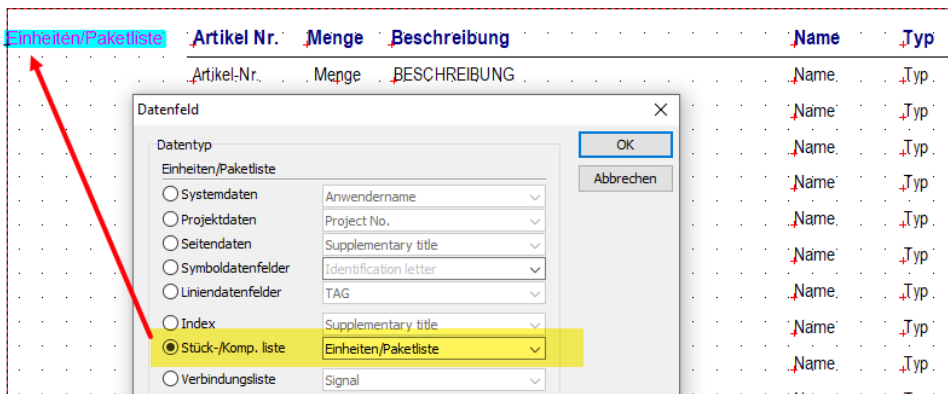 Einheiten/Paketliste Artikel Nr. Menge Beschreibung Name Typ
Artikel-Nr. Menge BESCHREIBUNG Name Typ
Datenfeld
Name Typ
Datentyp OK
Name Typ
Einheiten/Paketliste
Abbrechen
Name Typ
Systemdaten Anwendername
Projektdaten Project No.
Name Typ
Seitendaten Supplementary title
Name Typ
Symboldatenfelder Identification letter
Liniendatenfelder TAG
Name Typ
Index Supplementary title
Name Typ
Stück-/Komp. liste Einheiten/Paketliste
Name Typ
Verbindungsliste Signal